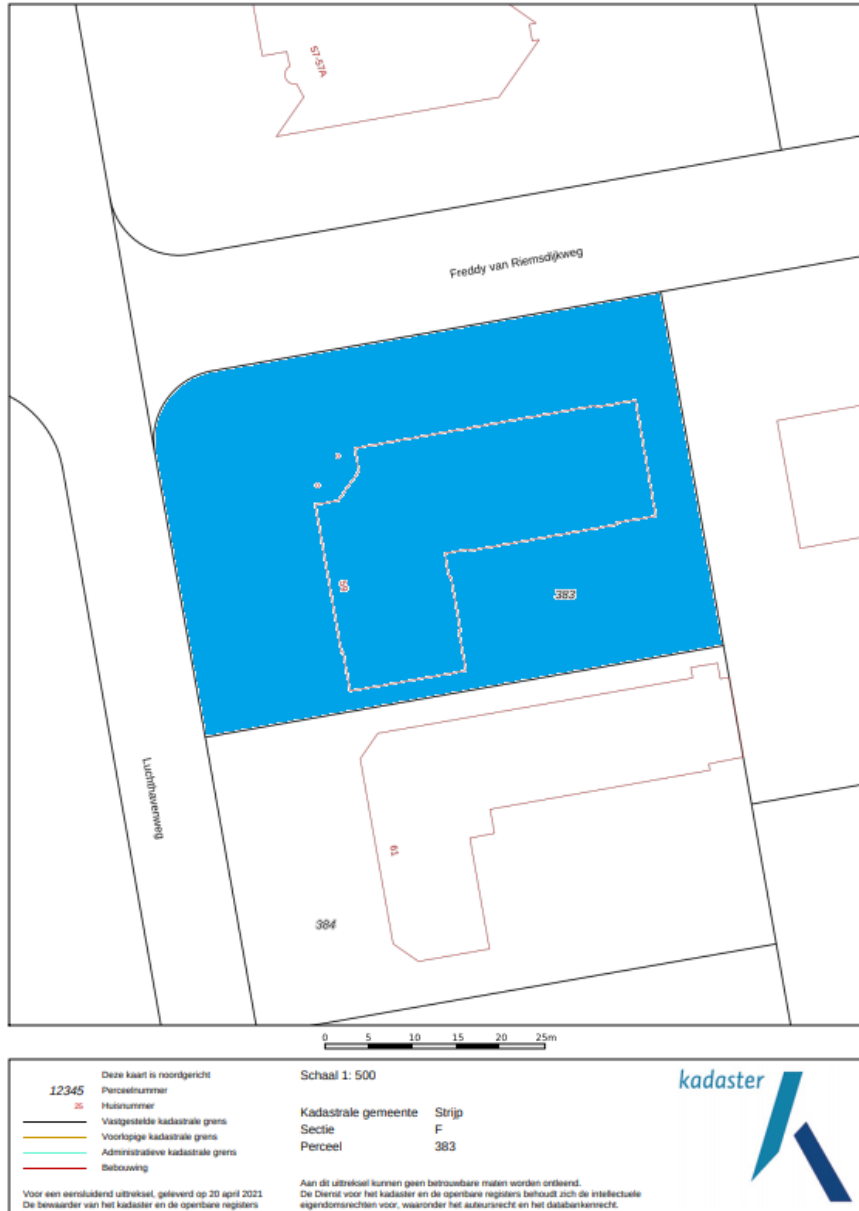 57-57A
Freddy van Riemsdijkweg
59
383
Luchthavenweg
61
384
0 5 10 15 20 25m
Deze kaart is noordgericht
12345 Perceelnummer
25 Huisnummer
Vastgestelde kadastrale grens
Voorlopige kadastrale grens
Administratieve kadastrale grens
Bebouwing
Voor een eensluidend uittreksel, geleverd op 20 april 2021
De bewaarder van het kadaster en de openbare registers
Schaal 1: 500
Kadastrale gemeente Strijp
Sectie F
Perceel 383
Aan dit uittreksel kunnen geen betrouwbare maten worden ontleend.
De Dienst voor het kadaster en de openbare registers behoudt zich de intellectuele
eigendomsrechten voor, waaronder het auteursrecht en het databankenrecht.
kadaster